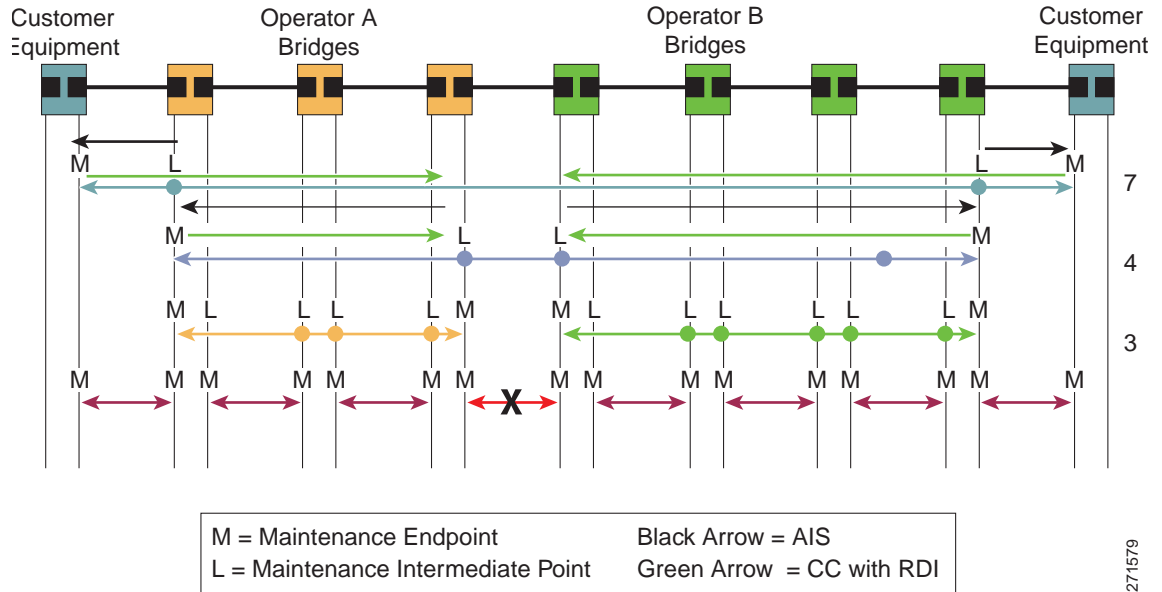 Customer Equipment
Operator A Bridges
Operator B Bridges
Customer Equipment
M L L M
7
M L L M
4
M L L L L M M L L L L L L M
3
M M M M M M M M M M M M M M M M
M = Maintenance Endpoint
L = Maintenance Intermediate Point
Black Arrow = AIS
Green Arrow = CC with RDI
271579